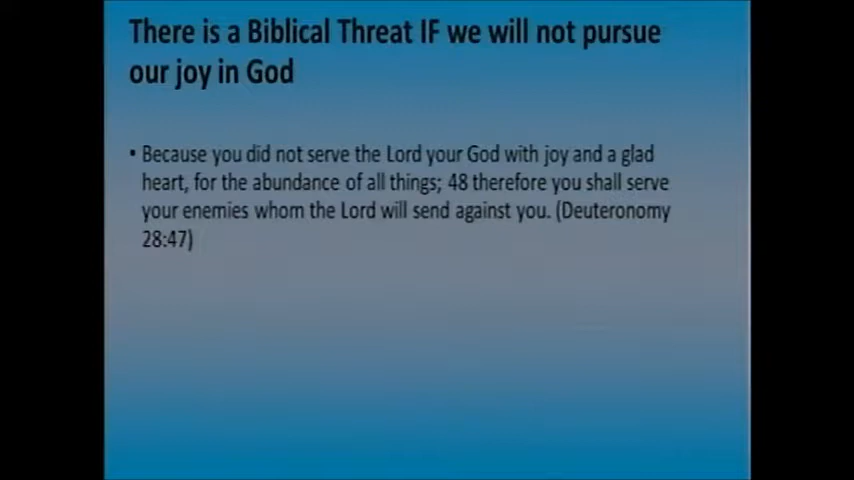 There is a Biblical Threat IF we will not pursue
our joy in God
• Because you did not serve the Lord your God with joy and a glad
heart, for the abundance of all things; 48 therefore you shall serve
your enemies whom the Lord will send against you. (Deuteronomy
28:47)